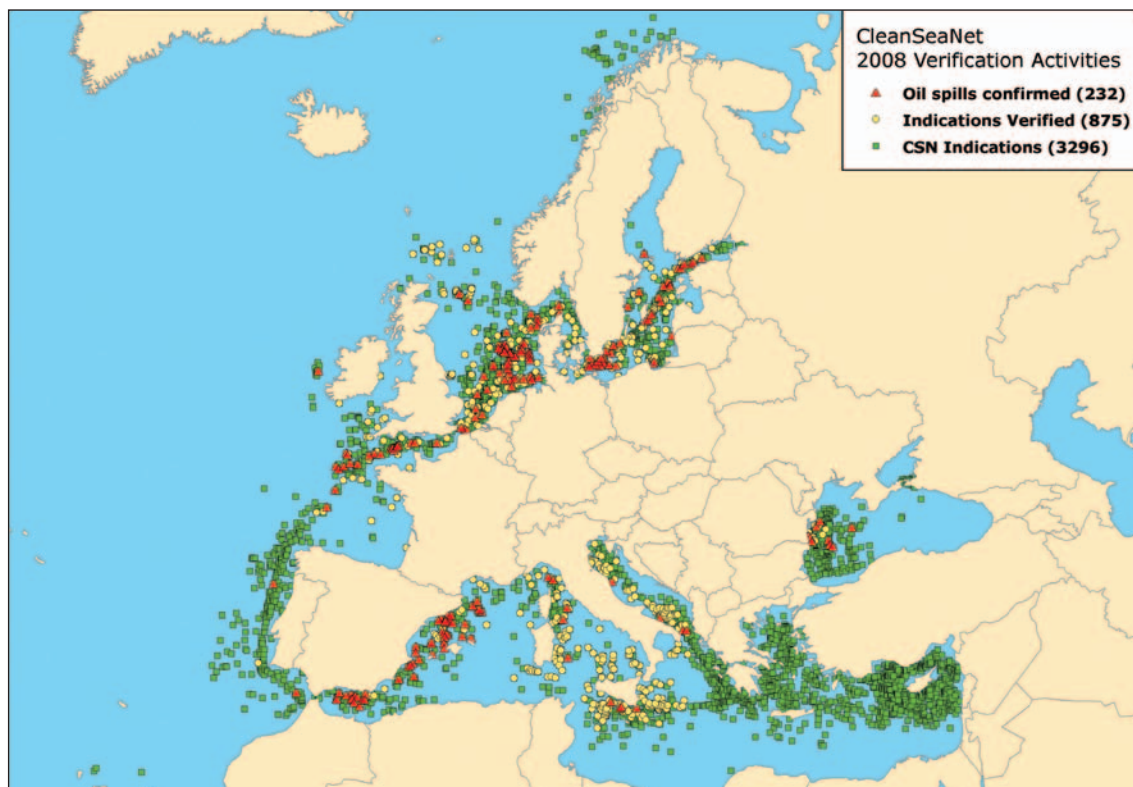 CleanSeaNet
2008 Verification Activities
Oil spills confirmed (232)
Indications Verified (875)
CSN Indications (3296)